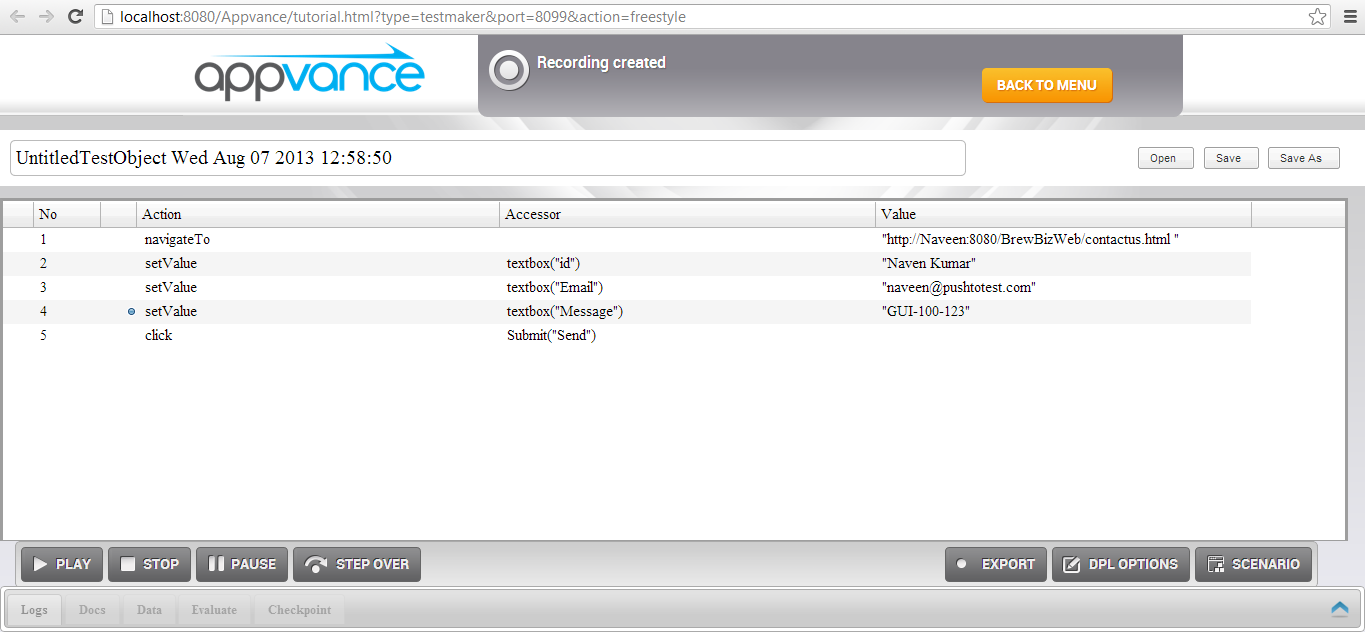 localhost:8080/Appvance/tutorial.html?type=testmaker&port=8099&action=freestyle
appvance
Recording created
BACK TO MENU
UntitledTestObject Wed Aug 07 2013 12:58:50
Open Save Save As
No Action Accessor Value
1 navigateTo "http://Naveen:8080/BrewBizWeb/contactus.html "
2 setValue textbox("id") "Naven Kumar"
3 setValue textbox("Email") "naveen@pushtotest.com"
4 setValue textbox("Message") "GUI-100-123"
5 click Submit("Send")
PLAY STOP PAUSE STEP OVER EXPORT DPL OPTIONS SCENARIO
Logs Docs Data Evaluate Checkpoint